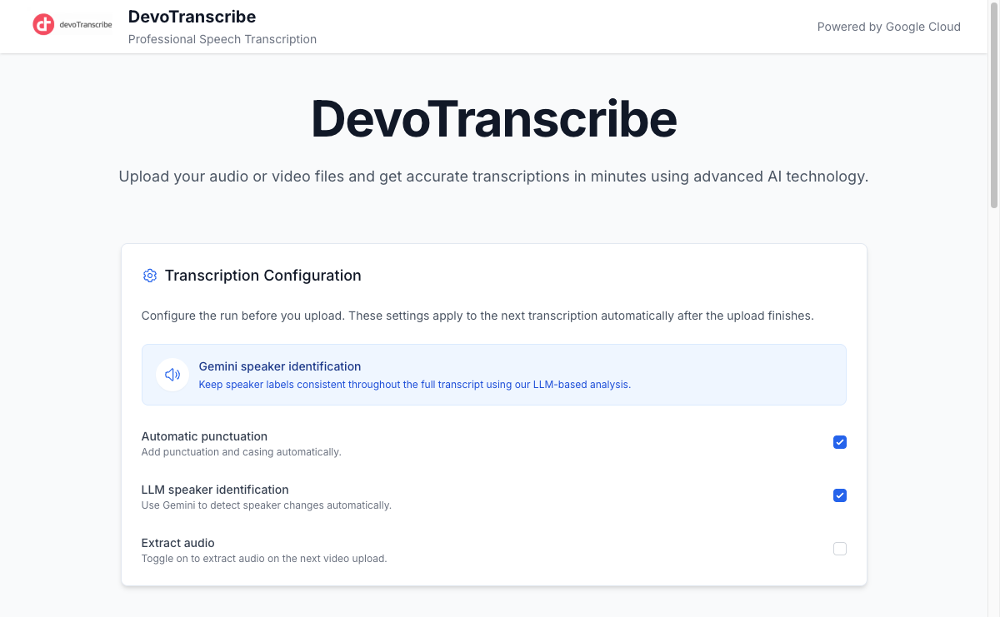 devoTranscribe
DevoTranscribe
Professional Speech Transcription
Powered by Google Cloud
DevoTranscribe
Upload your audio or video files and get accurate transcriptions in minutes using advanced AI technology.
Transcription Configuration
Configure the run before you upload. These settings apply to the next transcription automatically after the upload finishes.
Gemini speaker identification
Keep speaker labels consistent throughout the full transcript using our LLM-based analysis.
Automatic punctuation
Add punctuation and casing automatically.
LLM speaker identification
Use Gemini to detect speaker changes automatically.
Extract audio
Toggle on to extract audio on the next video upload.